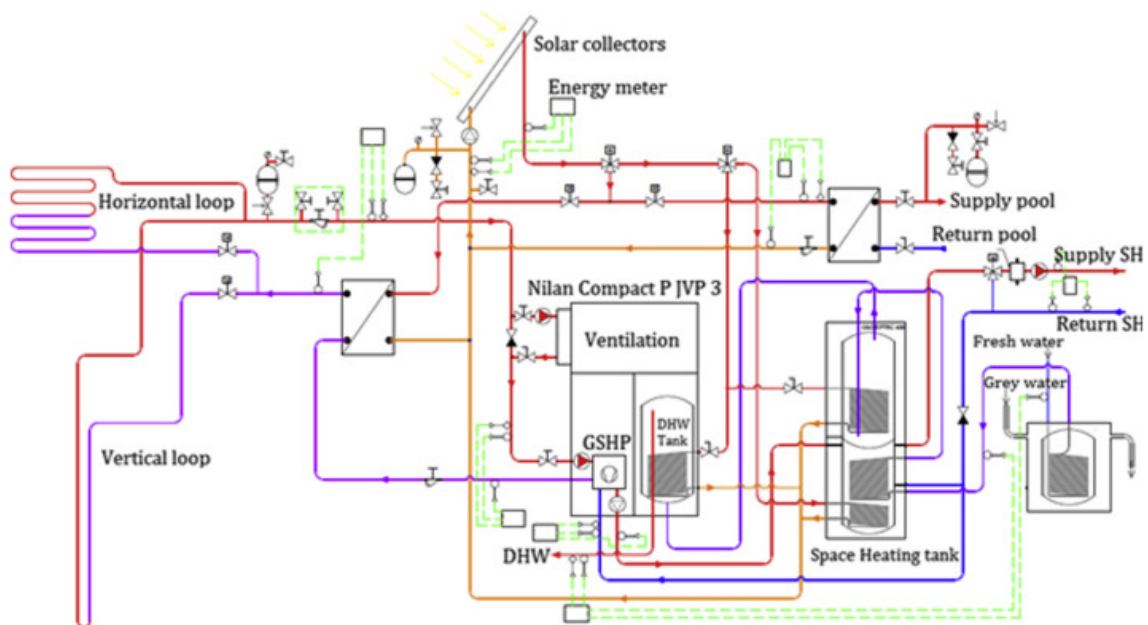 Solar collectors
Energy meter
Horizontal loop
Supply pool
Return pool
Supply SH
Nilan Compact P JVP 3
Ventilation
Return SH
Fresh water
Grey water
DHW
Tank
GSHP
Vertical loop
DHW
Space Heating tank